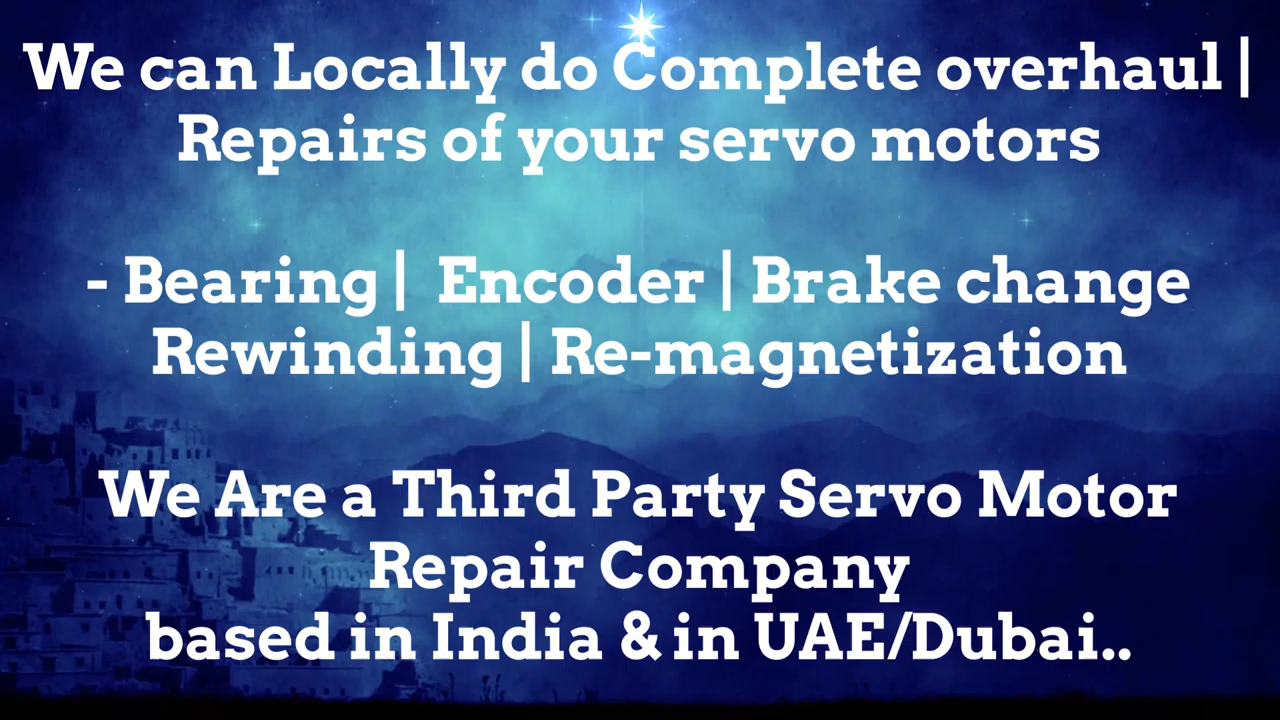 We can Locally do Complete overhaul |
Repairs of your servo motors
- Bearing | Encoder | Brake change
Rewinding | Re-magnetization
We Are a Third Party Servo Motor
Repair Company
based in India & in UAE/Dubai..